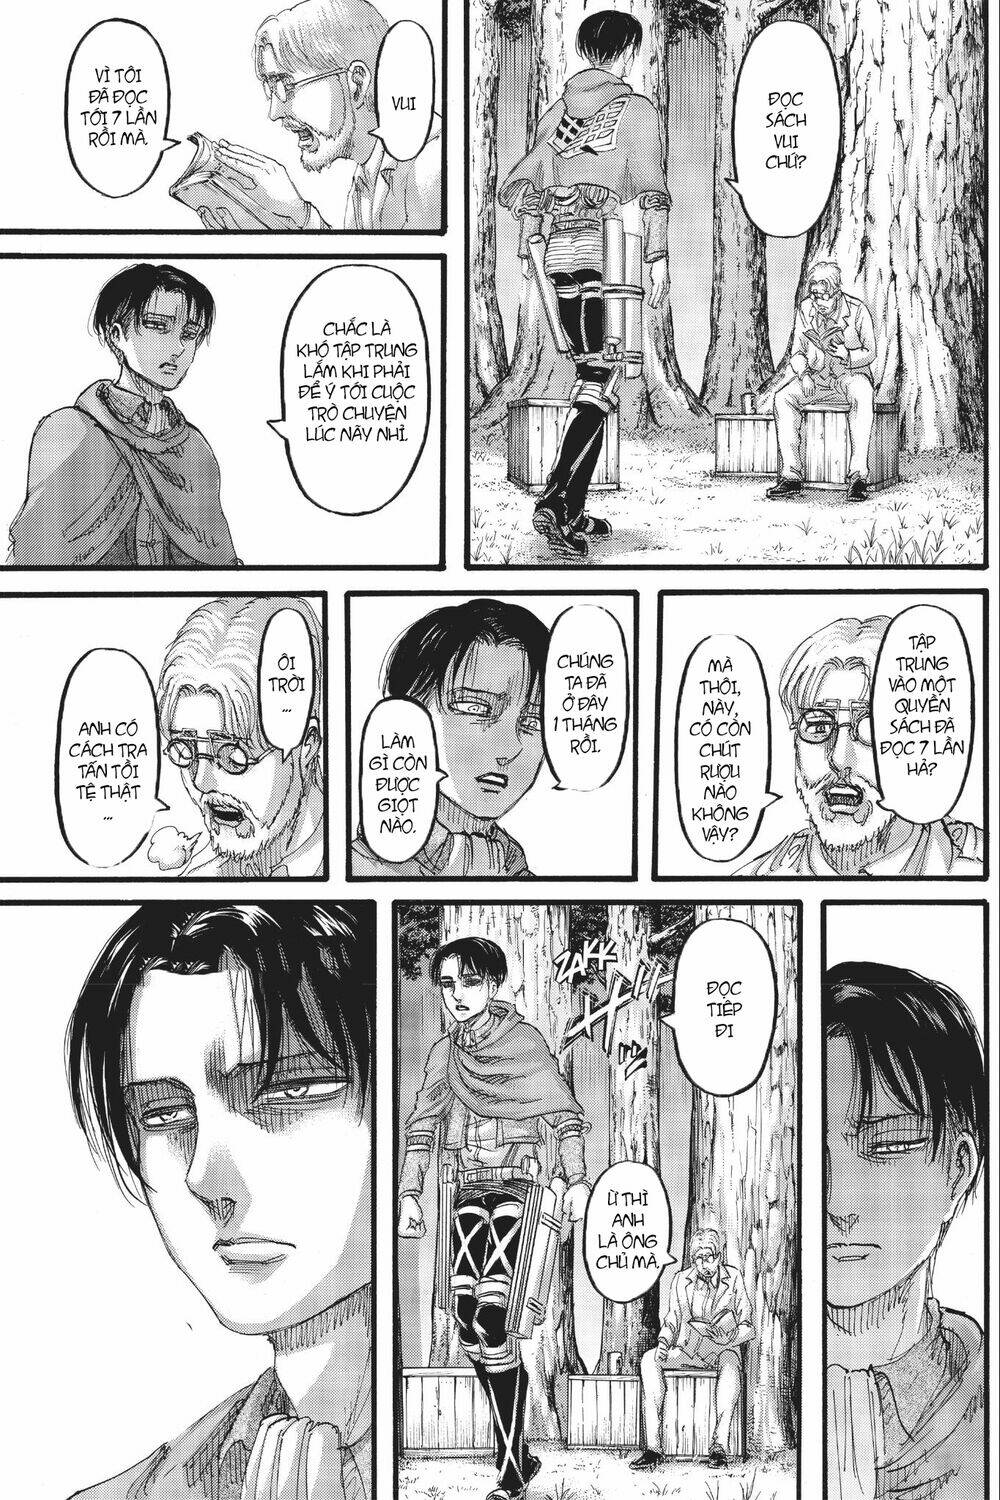 ĐỌC
SÁCH
VUI
CHỨ?
VUI
VÌ TÔI
ĐÃ ĐỌC
TỚI 7 LẦN
RỒI MÀ.
CHẮC LÀ
KHÓ TẬP TRUNG
LẮM KHI PHẢI
ĐỂ Ý TỚI CUỘC
TRÒ CHUYỆN
LÚC NÃY NHỈ.
TẬP
TRUNG
VÀO MỘT
QUYỂN
SÁCH ĐÃ
ĐỌC 7 LẦN
HẢ?
MÀ
THÔI,
NÀY,
CÓ CÒN
CHÚT
RƯỢU
NÀO
KHÔNG
VẬY?
CHÚNG
TA ĐÃ
Ở ĐÂY
1 THÁNG
RỒI.
LÀM
GÌ CÒN
ĐƯỢC
GIỌT
NÀO.
ÔI
TRỜI
...
ANH CÓ
CÁCH TRA
TẤN TỒI
TỆ THẬT
...
ĐỌC
TIẾP
ĐI
ZAKK
Ừ THÌ
ANH
LÀ ÔNG
CHỦ MÀ.